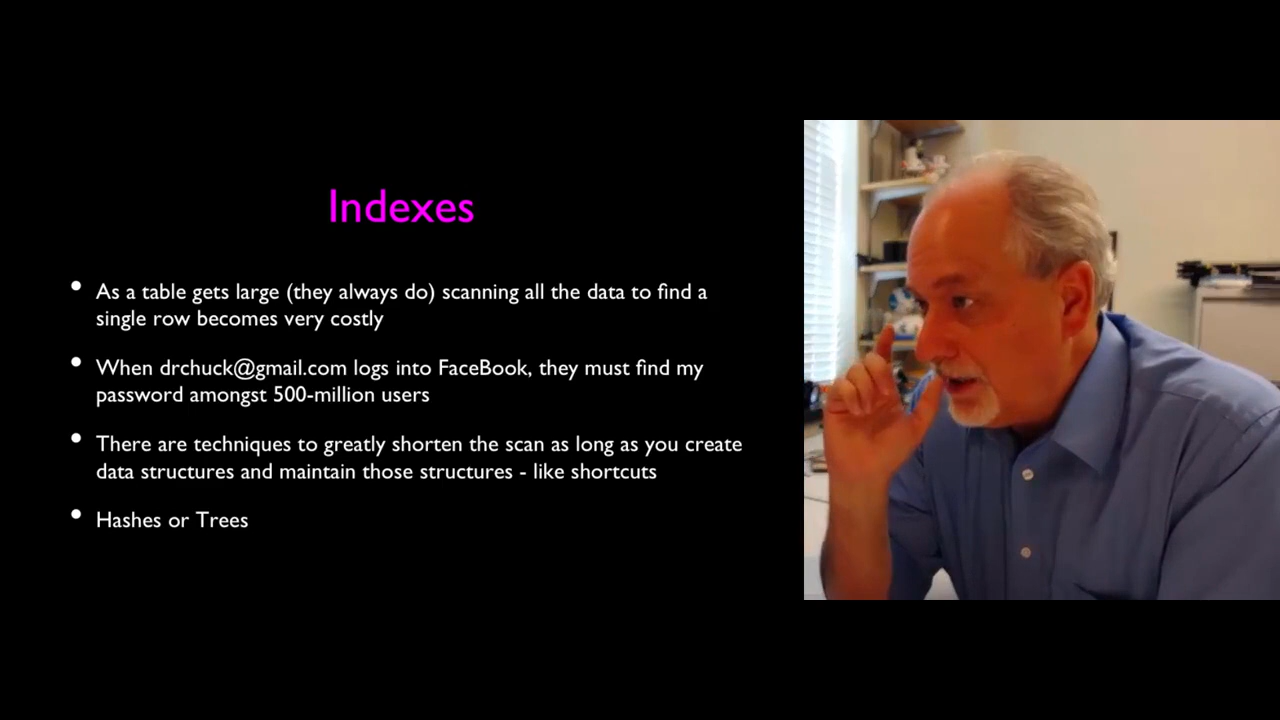 Indexes
• As a table gets large (they always do) scanning all the data to find a
single row becomes very costly
• When drchuck@gmail.com logs into FaceBook, they must find my
password amongst 500-million users
• There are techniques to greatly shorten the scan as long as you create
data structures and maintain those structures - like shortcuts
• Hashes or Trees